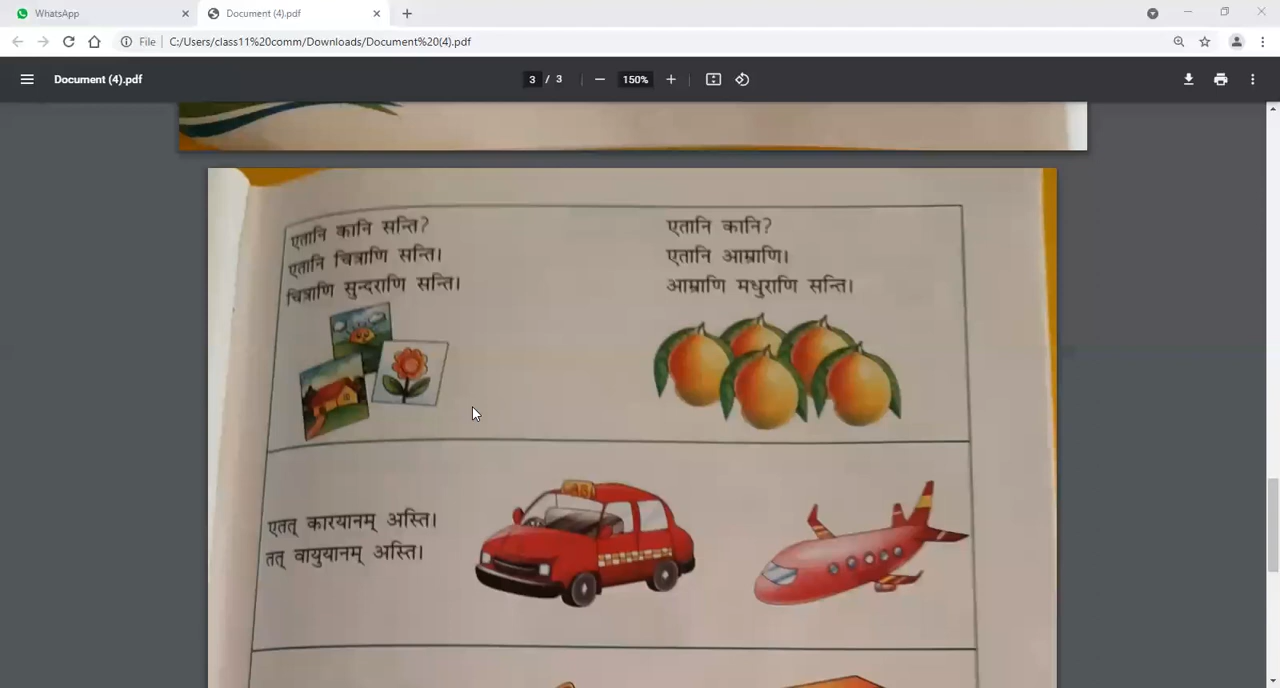 WhatsApp
Document (4).pdf
File C:/Users/class11%20comm/Downloads/Document%20(4).pdf
Document (4).pdf
3 / 3
150%
एतानि कानि सन्ति?
एतानि चित्राणि सन्ति।
चित्राणि सुन्दराणि सन्ति।
एतानि कानि?
एतानि आम्राणि।
आम्राणि मधुराणि सन्ति।
एतत् कारयानम् अस्ति।
तत् वायुयानम् अस्ति।